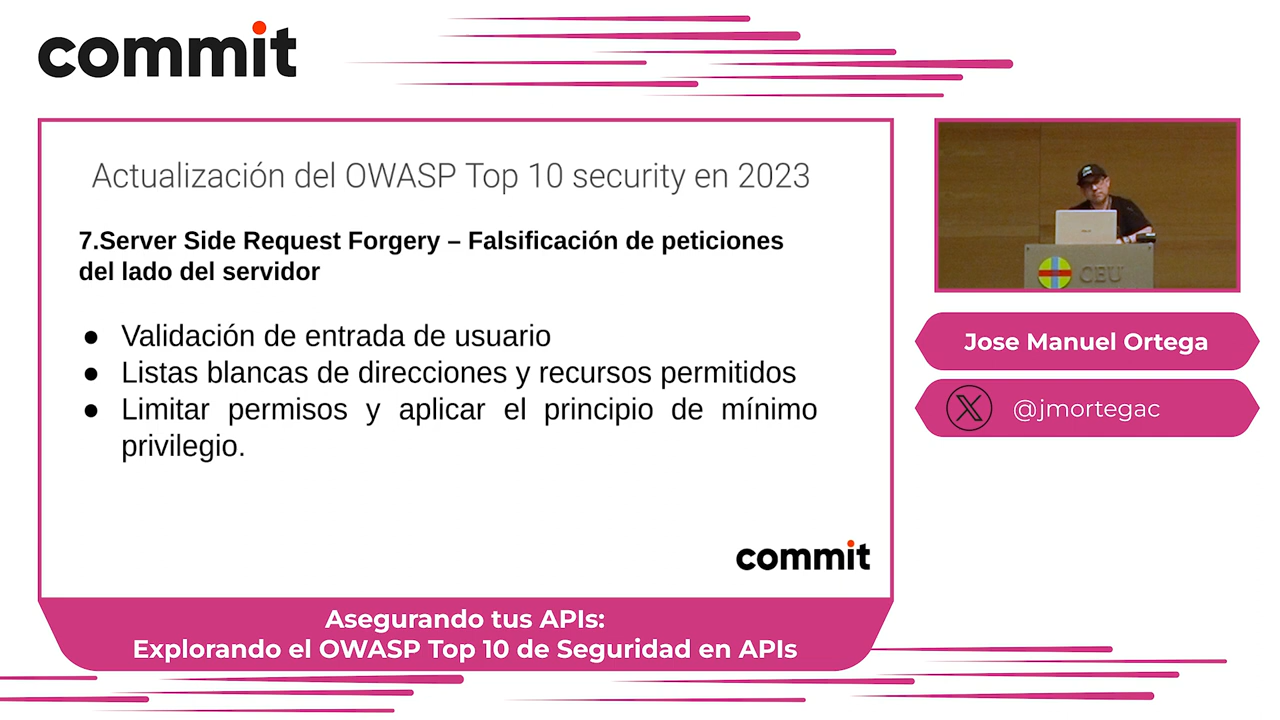 commit
Actualización del OWASP Top 10 security en 2023
7.Server Side Request Forgery – Falsificación de peticiones
del lado del servidor
● Validación de entrada de usuario
● Listas blancas de direcciones y recursos permitidos
● Limitar permisos y aplicar el principio de mínimo
privilegio.
commit
Asegurando tus APIs:
Explorando el OWASP Top 10 de Seguridad en APIs
CEU
Jose Manuel Ortega
@jmortegac